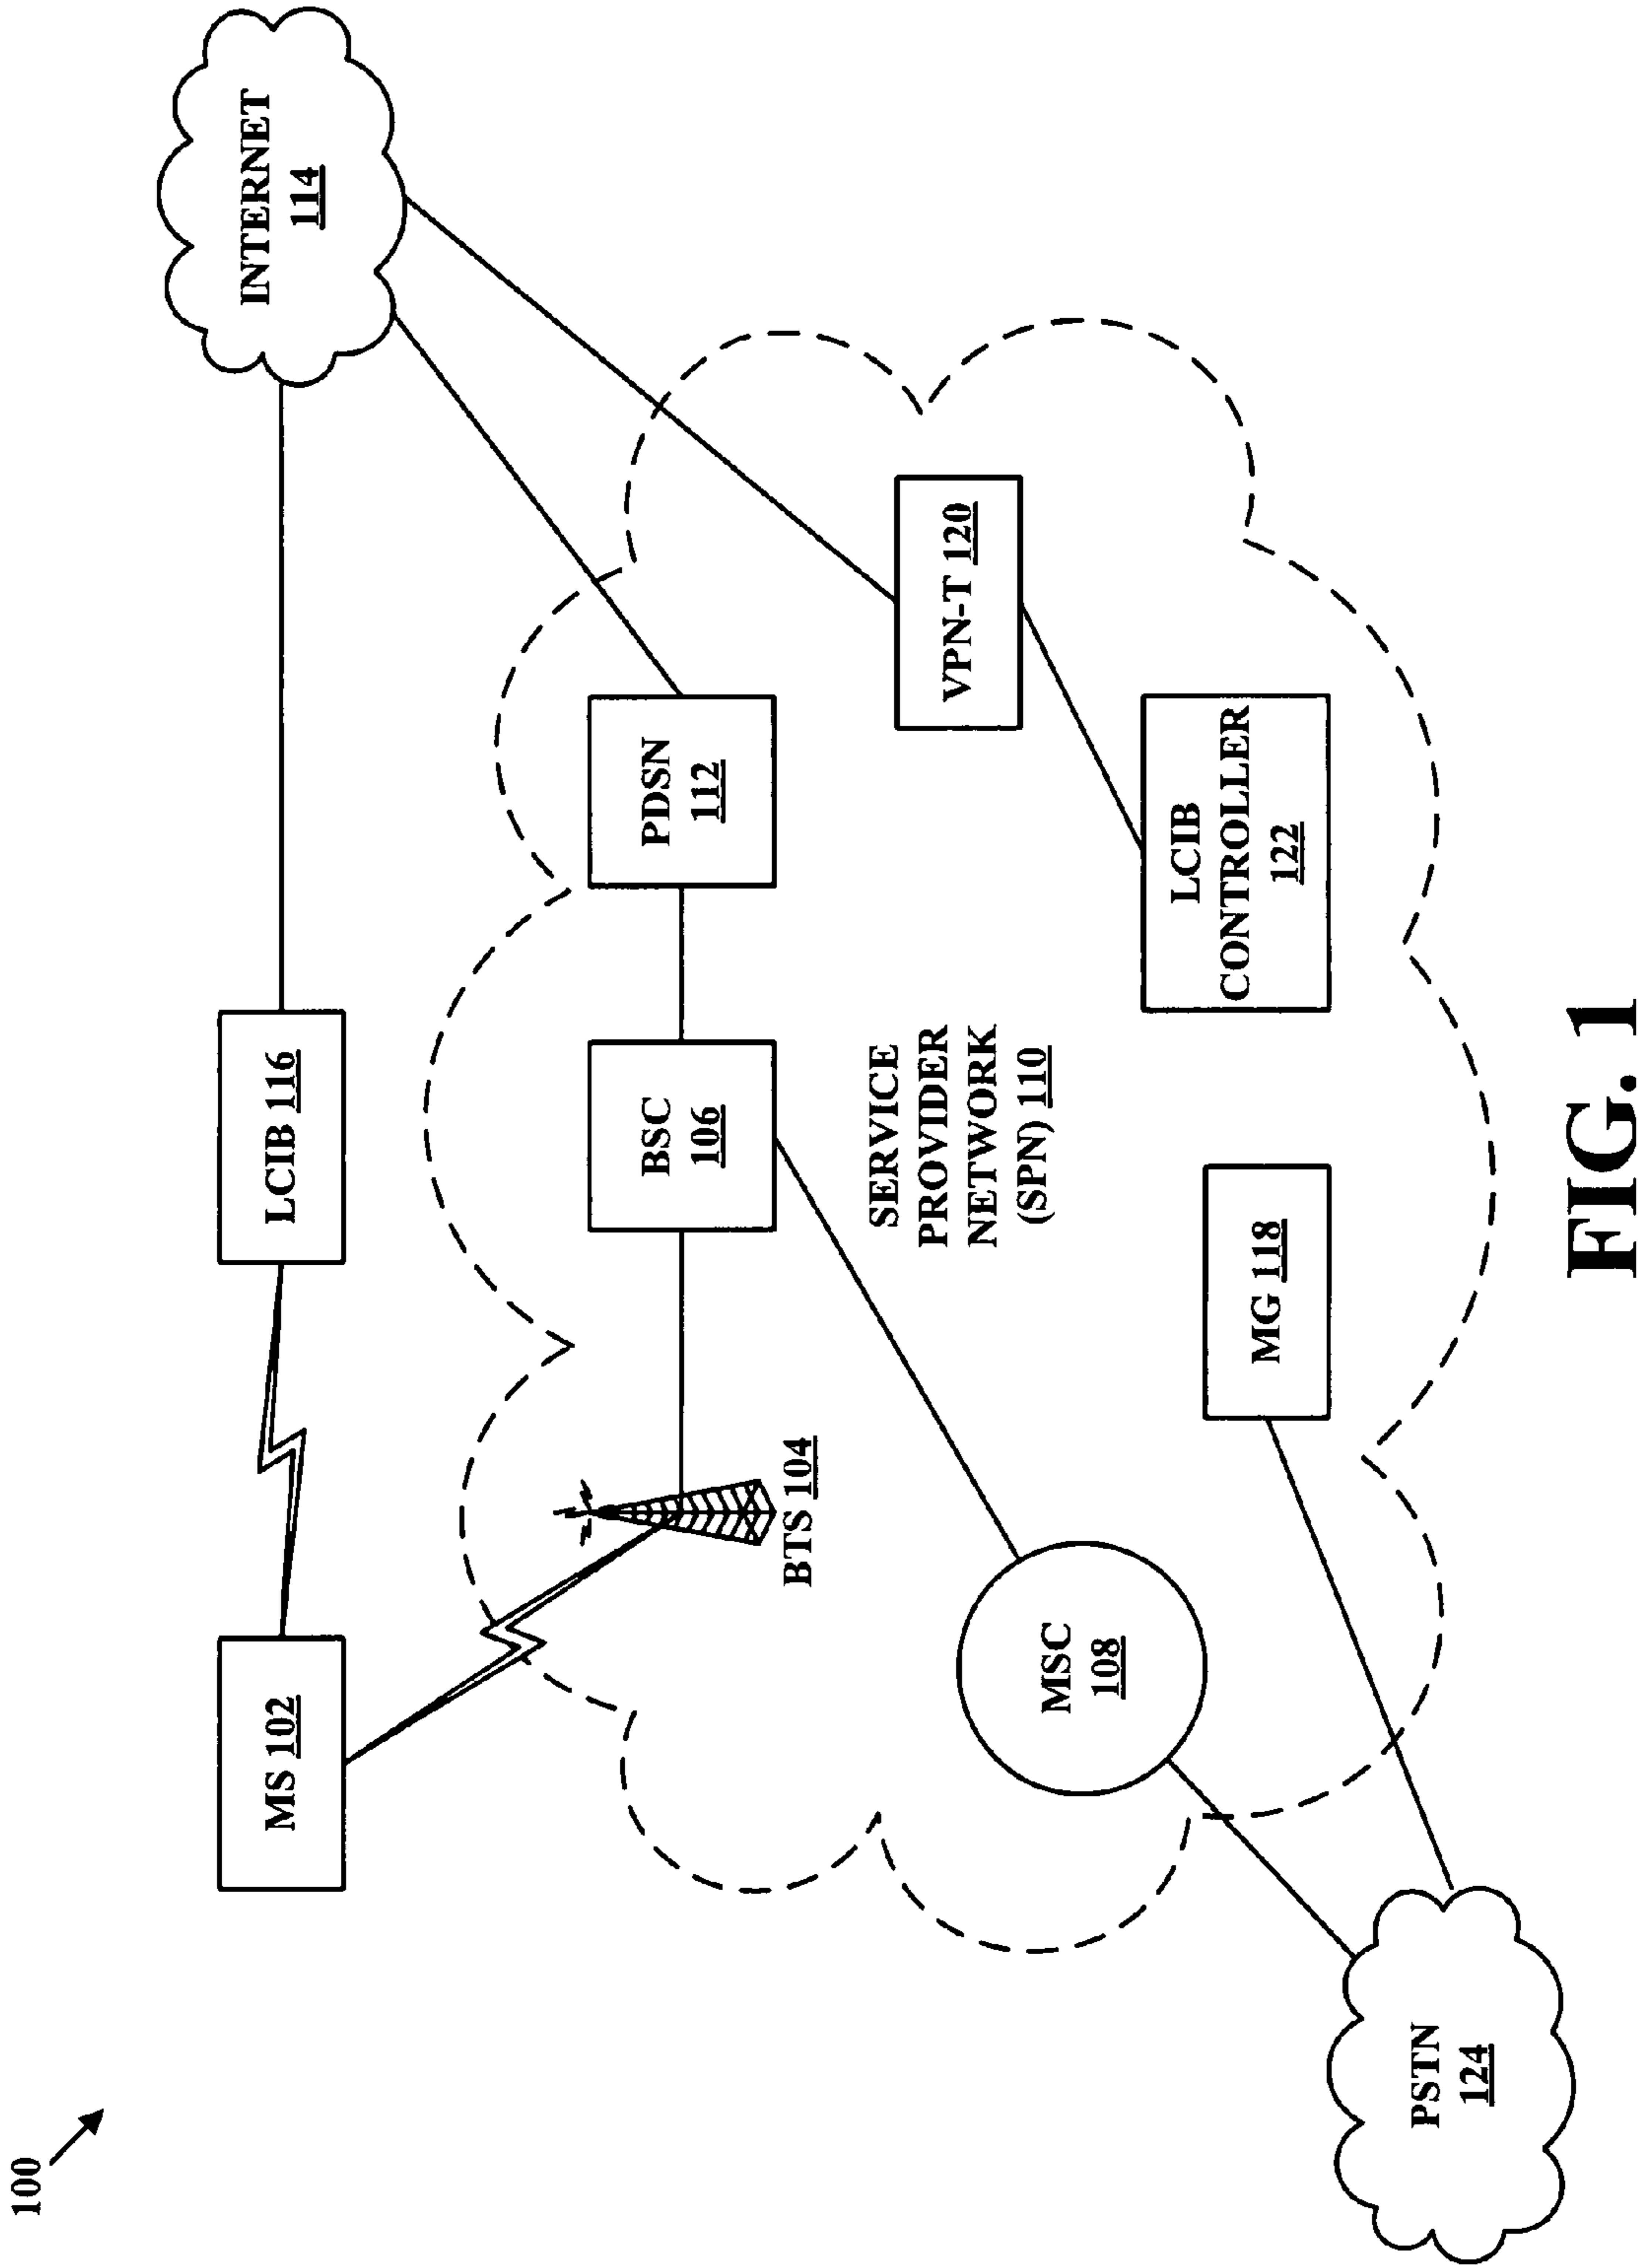 100
MS 102
LCIB 116
INTERNET
114
BTS 104
BSC
106
PDSN
112
SERVICE
PROVIDER
NETWORK
(SPN) 110
VPN-T 120
MSC
108
MG 118
LCIB
CONTROLLER
122
PSTN
124
FIG. 1